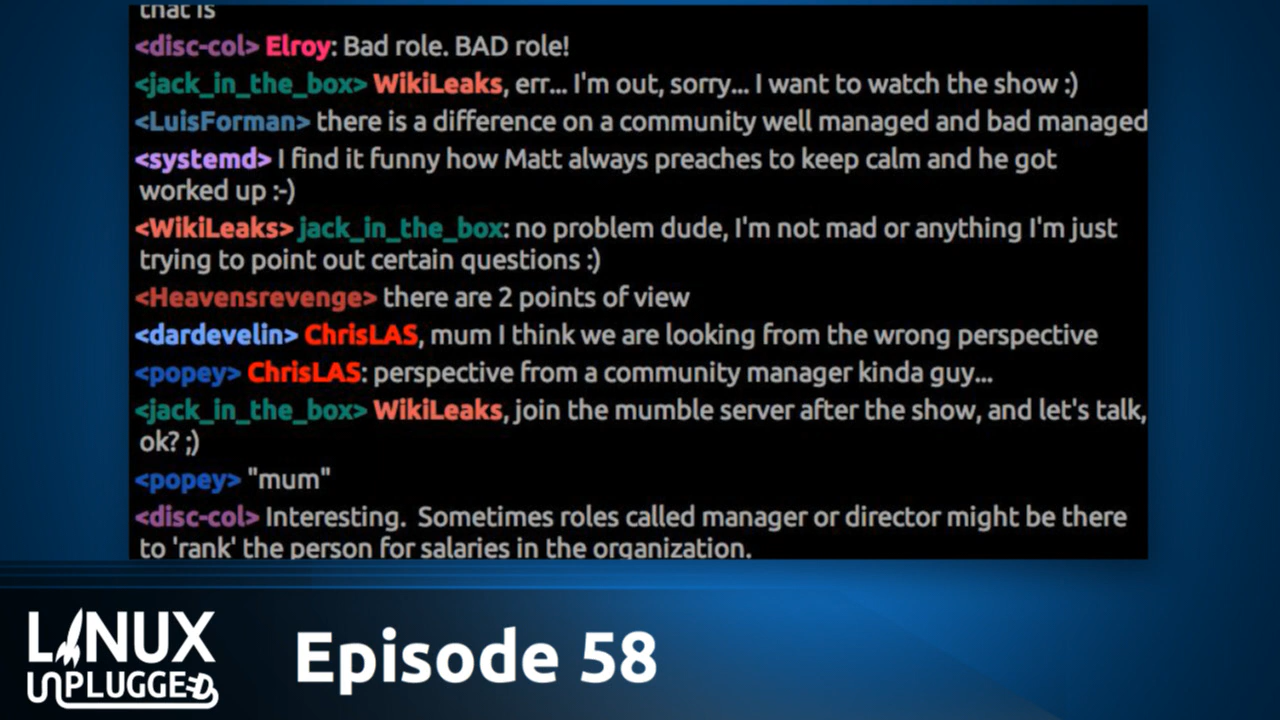 that is
<disc-col> Elroy: Bad role. BAD role!
<jack_in_the_box> WikiLeaks, err... I'm out, sorry... I want to watch the show :)
<LuisForman> there is a difference on a community well managed and bad managed
<systemd> I find it funny how Matt always preaches to keep calm and he got
worked up :-)
<WikiLeaks> jack_in_the_box: no problem dude, I'm not mad or anything I'm just
trying to point out certain questions :)
<Heavensrevenge> there are 2 points of view
<dardevelin> ChrisLAS, mum I think we are looking from the wrong perspective
<popey> ChrisLAS: perspective from a community manager kinda guy...
<jack_in_the_box> WikiLeaks, join the mumble server after the show, and let's talk,
ok? ;)
<popey> "mum"
<disc-col> Interesting.  Sometimes roles called manager or director might be there
to 'rank' the person for salaries in the organization.
LINUX
UNPLUGGED
Episode 58